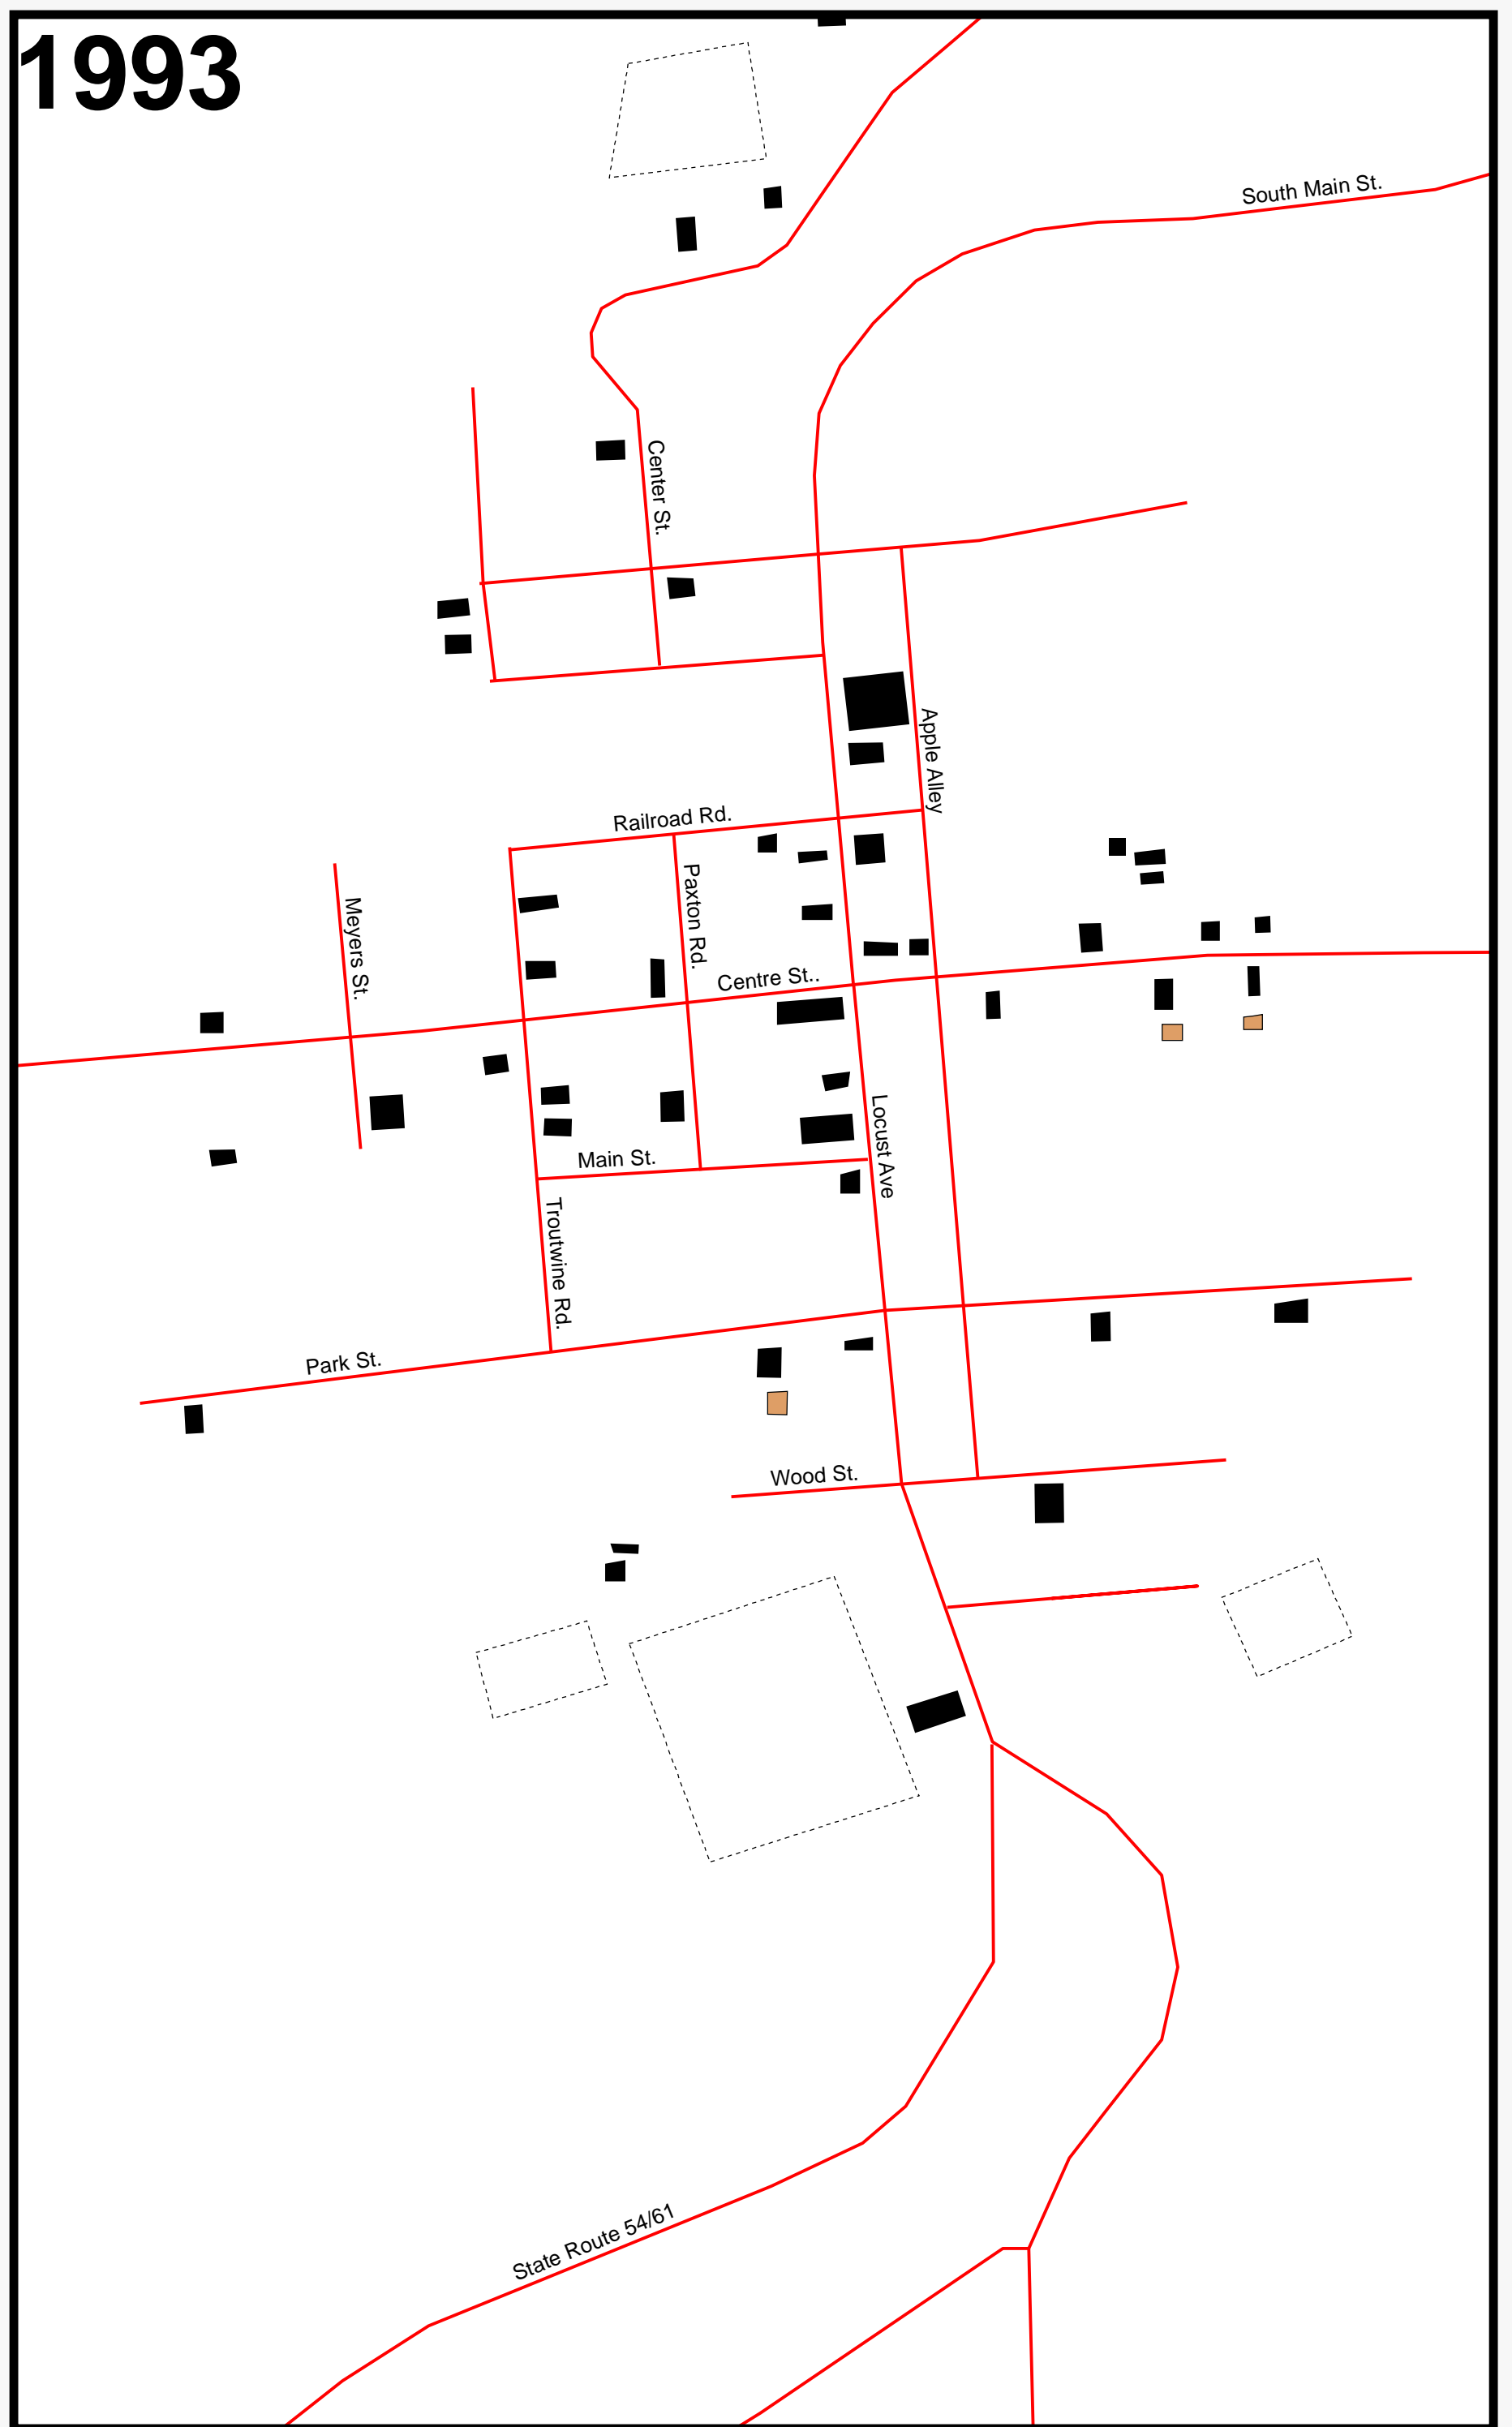 1993
South Main St.
Center St.
Apple Alley
Railroad Rd.
Paxton Rd.
Meyers St.
Centre St..
Locust Ave
Main St.
Troutwine Rd.
Park St.
Wood St.
State Route 54/61